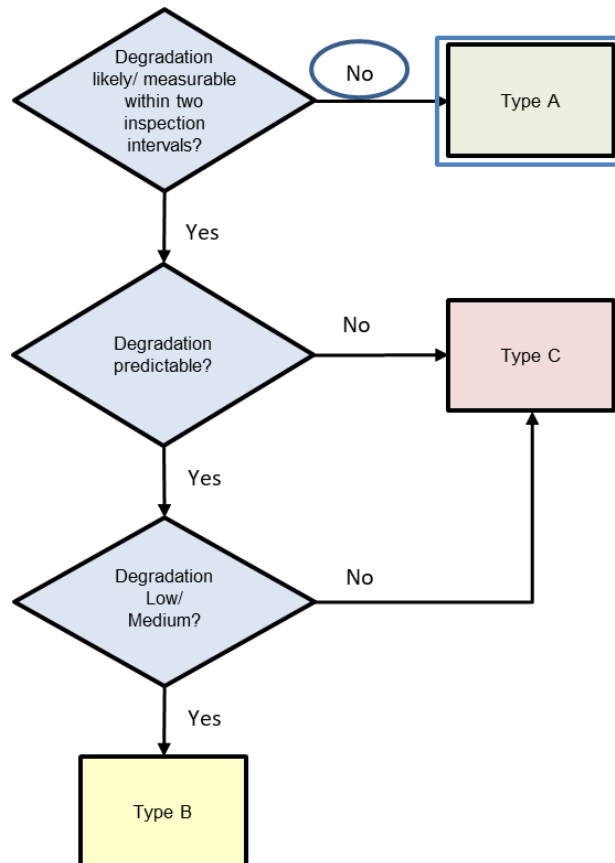 Degradation
likely/ measurable
within two
inspection
intervals?
No
Type A
Yes
Degradation
predictable?
No
Type C
Yes
Degradation
Low/
Medium?
No
Yes
Type B